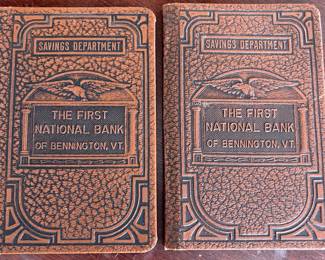 SAVINGS DEPARTMENT
THE FIRST
NATIONAL BANK
OF BENNINGTON, VT.
SAVINGS DEPARTMENT
THE FIRST
NATIONAL BANK
OF BENNINGTON, VT.